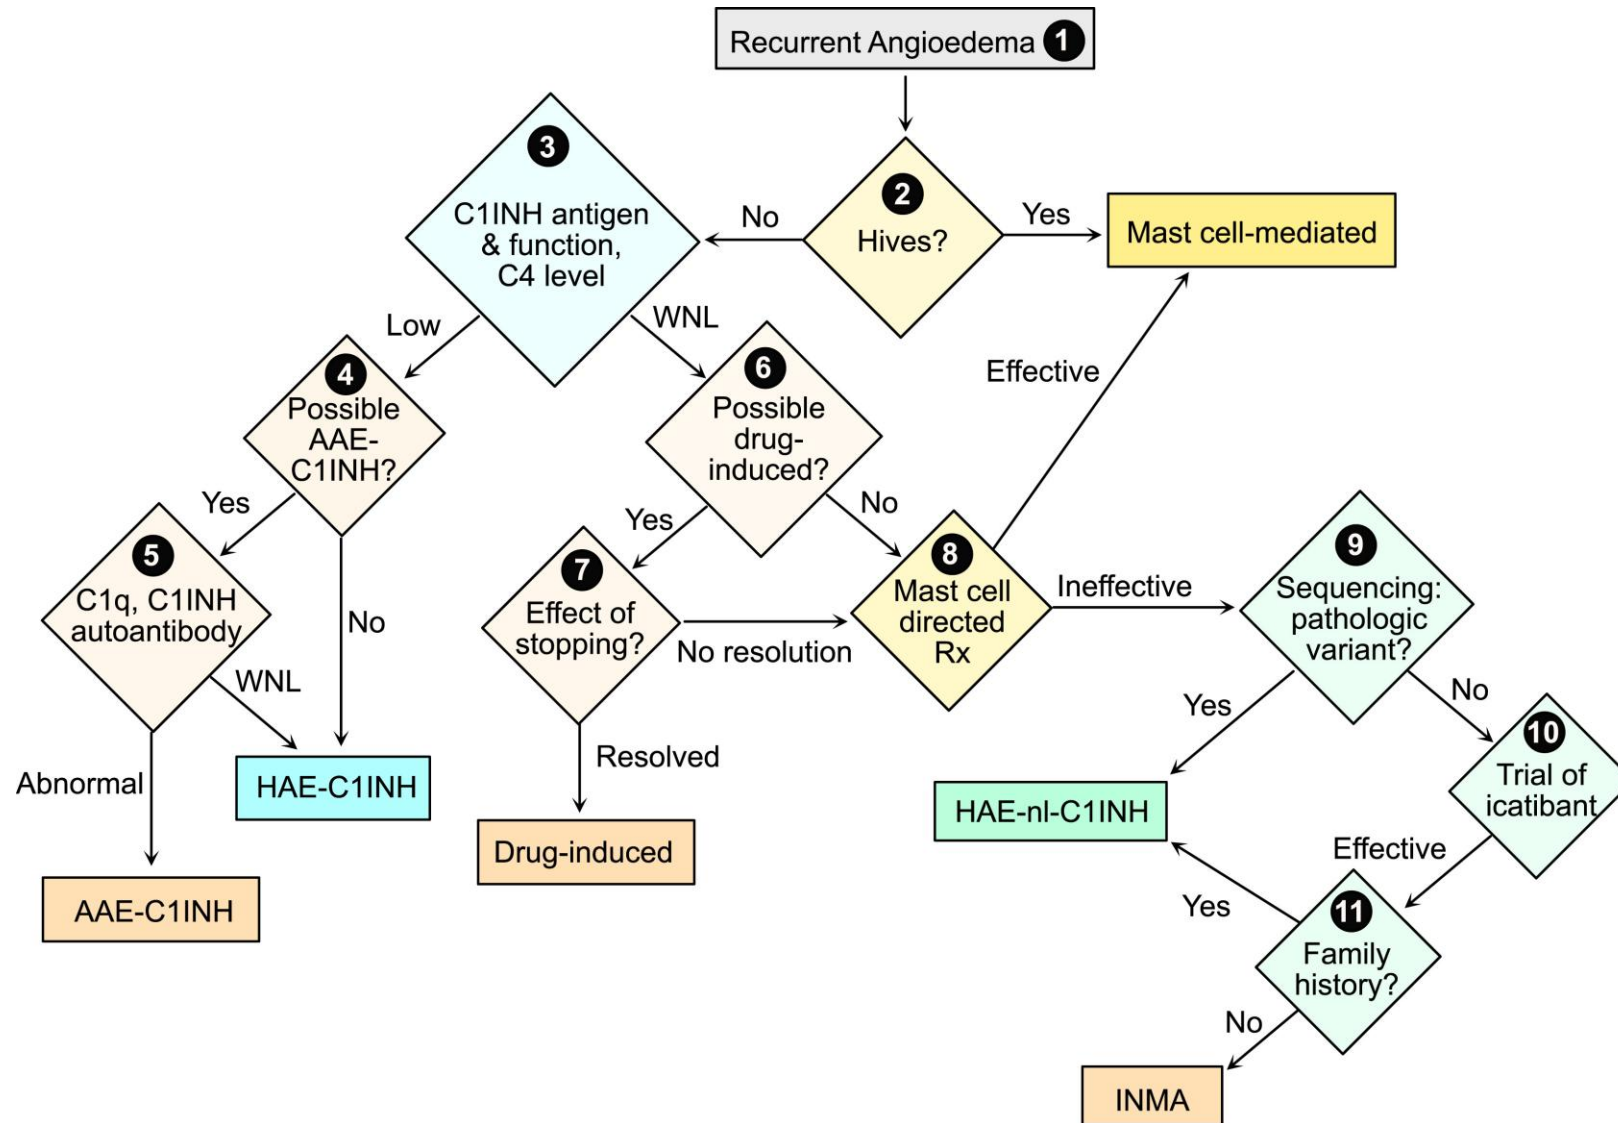 Recurrent Angioedema 1
3
C1INH antigen
& function,
C4 level
No
2
Hives?
Yes
Mast cell-mediated
Low
WNL
Effective
4
Possible
AAE-
C1INH?
6
Possible
drug-
induced?
Yes
No
Yes
No
5
C1q, C1INH
autoantibody
WNL
Abnormal
HAE-C1INH
AAE-C1INH
7
Effect of
stopping?
No resolution
Resolved
Drug-induced
8
Mast cell
directed
Rx
Ineffective
9
Sequencing:
pathologic
variant?
Yes
No
HAE-nl-C1INH
10
Trial of
icatibant
Effective
Yes
11
Family
history?
No
INMA